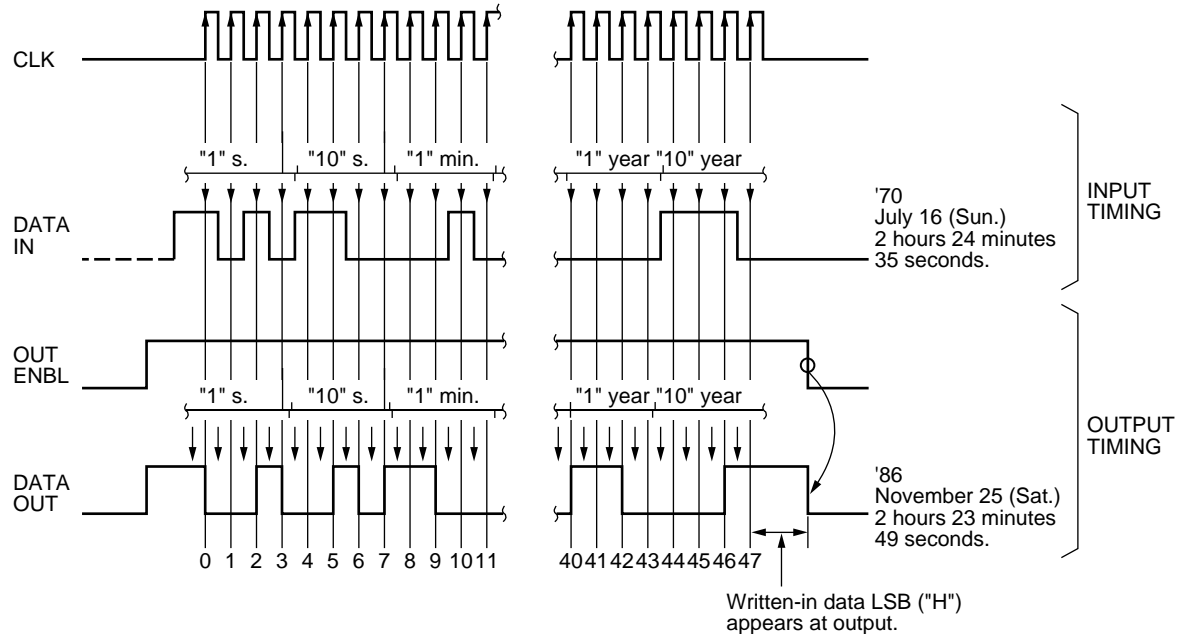 CLK
"1" s. "10" s. "1" min. "1" year "10" year
DATA
IN
'70
July 16 (Sun.)
2 hours 24 minutes
35 seconds.
INPUT
TIMING
OUT
ENBL
"1" s. "10" s. "1" min. "1" year "10" year
DATA
OUT
'86
November 25 (Sat.)
2 hours 23 minutes
49 seconds.
OUTPUT
TIMING
0 1 2 3 4 5 6 7 8 9 10 11 40 41 42 43 44 45 46 47
Written-in data LSB ("H")
appears at output.